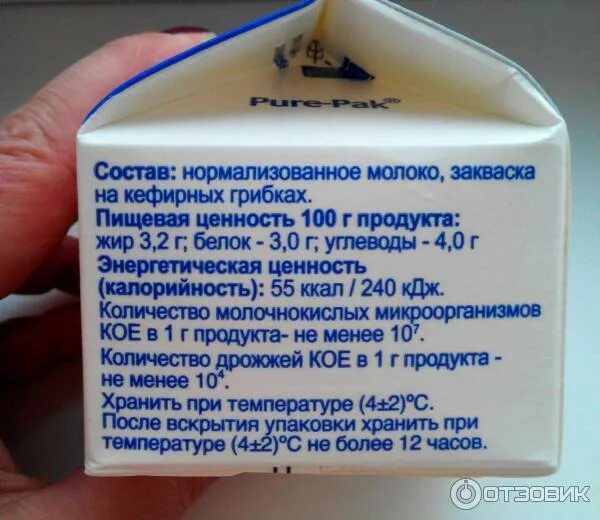 Pure-Pak®
Состав: нормализованное молоко, закваска
на кефирных грибках.
Пищевая ценность 100 г продукта:
жир 3,2 г; белок - 3,0 г; углеводы - 4,0 г
Энергетическая ценность
(калорийность): 55 ккал / 240 кДж.
Количество молочнокислых микроорганизмов
КОЕ в 1 г продукта- не менее 10⁷.
Количество дрожжей КОЕ в 1 г продукта -
не менее 10⁴.
Хранить при температуре (4±2)°С.
После вскрытия упаковки хранить при
температуре (4±2)°С не более 12 часов.
ОТЗОВИК